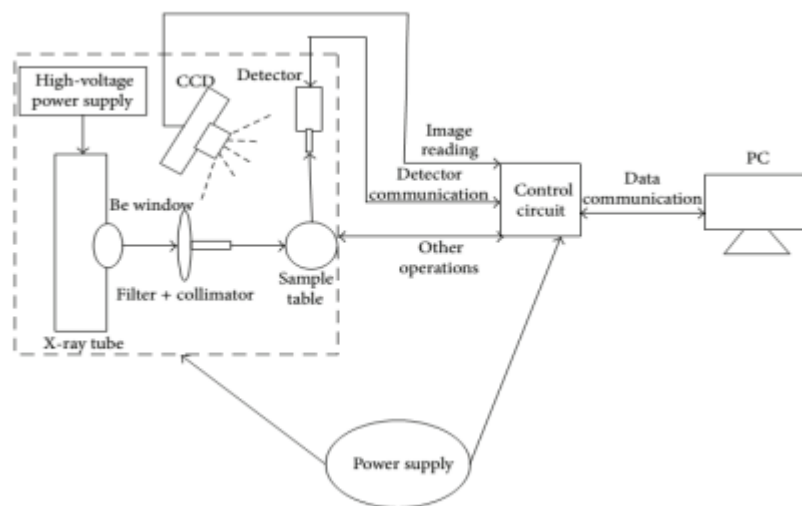 High-voltage
power supply
CCD
Detector
Image
reading
Detector
communication
Control
circuit
Data
communication
PC
Be window
Other
operations
Sample
table
Filter + collimator
X-ray tube
Power supply